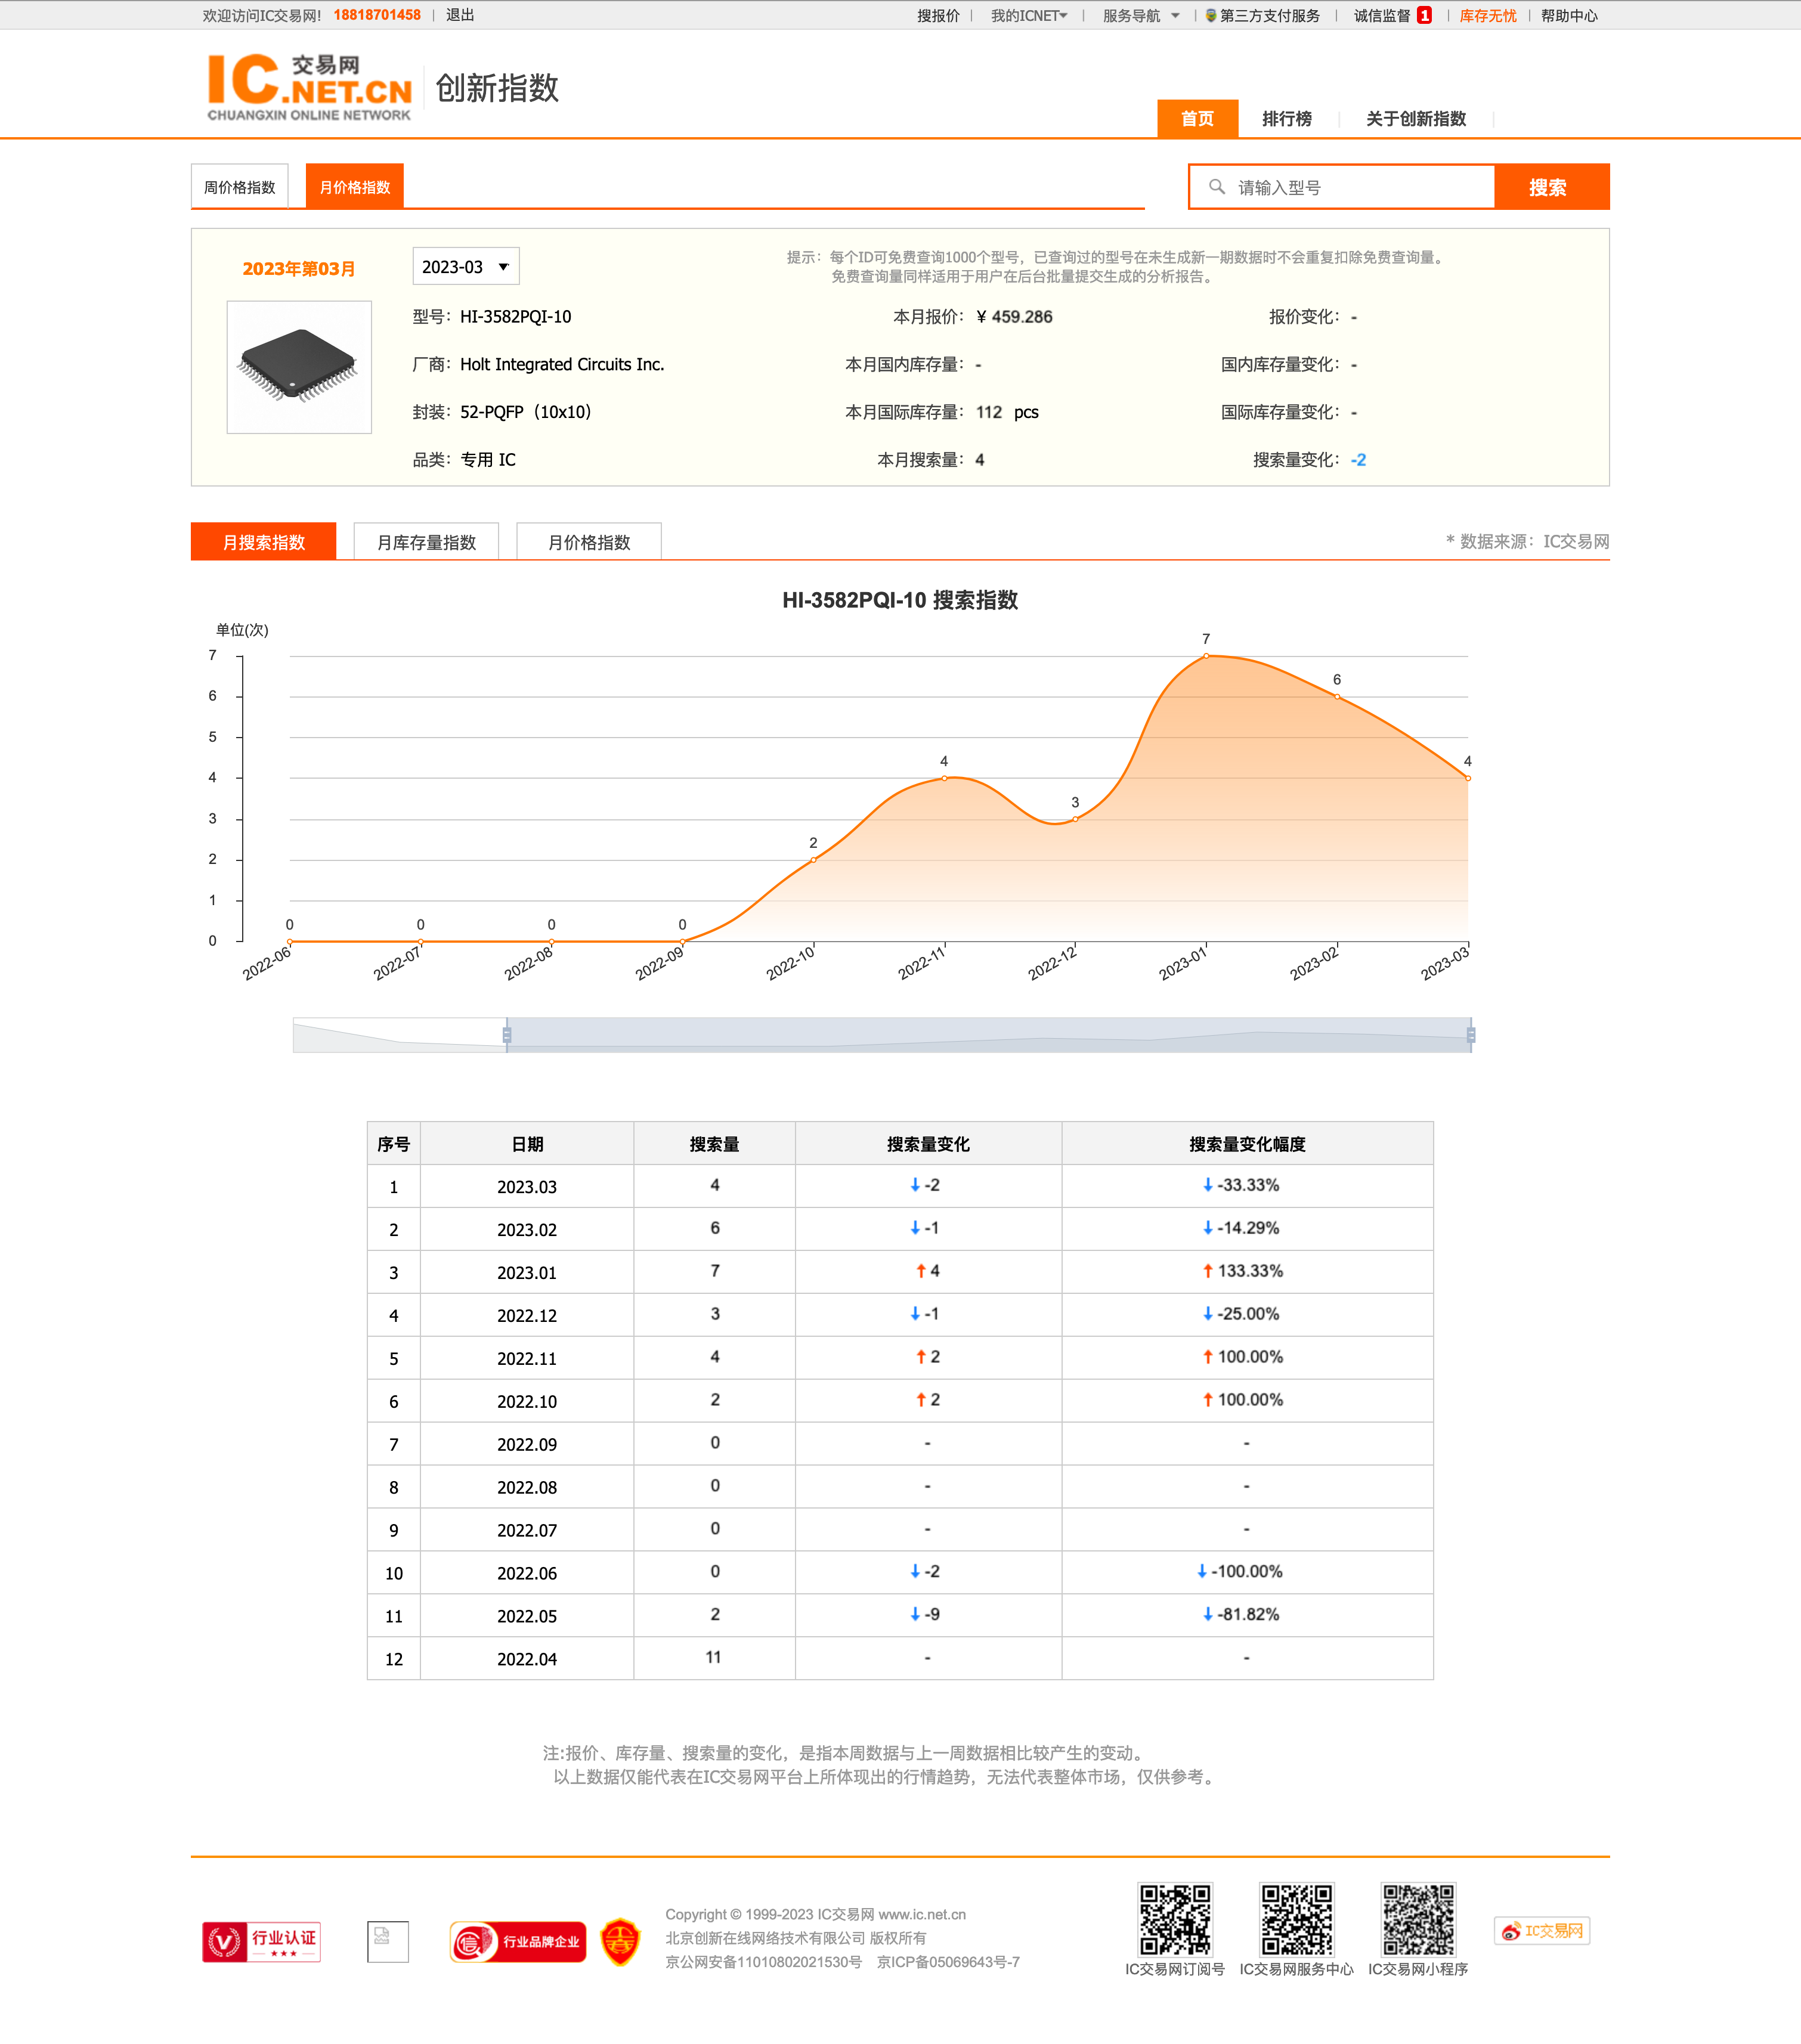 欢迎访问IC交易网! 18818701458 | 退出 搜报价 | 我的ICNET | 服务导航 | 第三方支付服务 | 诚信监督 1 | 库存无忧 | 帮助中心
IC交易网.NET.CN 创新指数
CHUANGXIN ONLINE NETWORK
首页 排行榜 关于创新指数
周价格指数 月价格指数 请输入型号 搜索
2023年第03月 2023-03 提示：每个ID可免费查询1000个型号，已查询过的型号在未生成新一期数据时不会重复扣除免费查询量。
免费查询量同样适用于用户在后台批量提交生成的分析报告。
型号：HI-3582PQI-10 本月报价：¥ 459.286 报价变化：-
厂商：Holt Integrated Circuits Inc. 本月国内库存量：- 国内库存量变化：-
封装：52-PQFP（10x10） 本月国际库存量：112 pcs 国际库存量变化：-
品类：专用 IC 本月搜索量：4 搜索量变化：-2
月搜索指数 月库存量指数 月价格指数 * 数据来源：IC交易网
HI-3582PQI-10 搜索指数
单位(次)
7
6
5
4
3
2
1
0
0 0 0 0 2 4 3 7 6 4
2022-06 2022-07 2022-08 2022-09 2022-10 2022-11 2022-12 2023-01 2023-02 2023-03
序号 日期 搜索量 搜索量变化 搜索量变化幅度
1 2023.03 4 ↓ -2 ↓ -33.33%
2 2023.02 6 ↓ -1 ↓ -14.29%
3 2023.01 7 ↑ 4 ↑ 133.33%
4 2022.12 3 ↓ -1 ↓ -25.00%
5 2022.11 4 ↑ 2 ↑ 100.00%
6 2022.10 2 ↑ 2 ↑ 100.00%
7 2022.09 0 - -
8 2022.08 0 - -
9 2022.07 0 - -
10 2022.06 0 ↓ -2 ↓ -100.00%
11 2022.05 2 ↓ -9 ↓ -81.82%
12 2022.04 11 - -
注:报价、库存量、搜索量的变化，是指本周数据与上一周数据相比较产生的变动。
以上数据仅能代表在IC交易网平台上所体现出的行情趋势，无法代表整体市场，仅供参考。
V 行业认证
信 行业品牌企业
Copyright © 1999-2023 IC交易网 www.ic.net.cn
北京创新在线网络技术有限公司 版权所有
京公网安备11010802021530号 京ICP备05069643号-7
IC交易网订阅号 IC交易网服务中心 IC交易网小程序
IC交易网